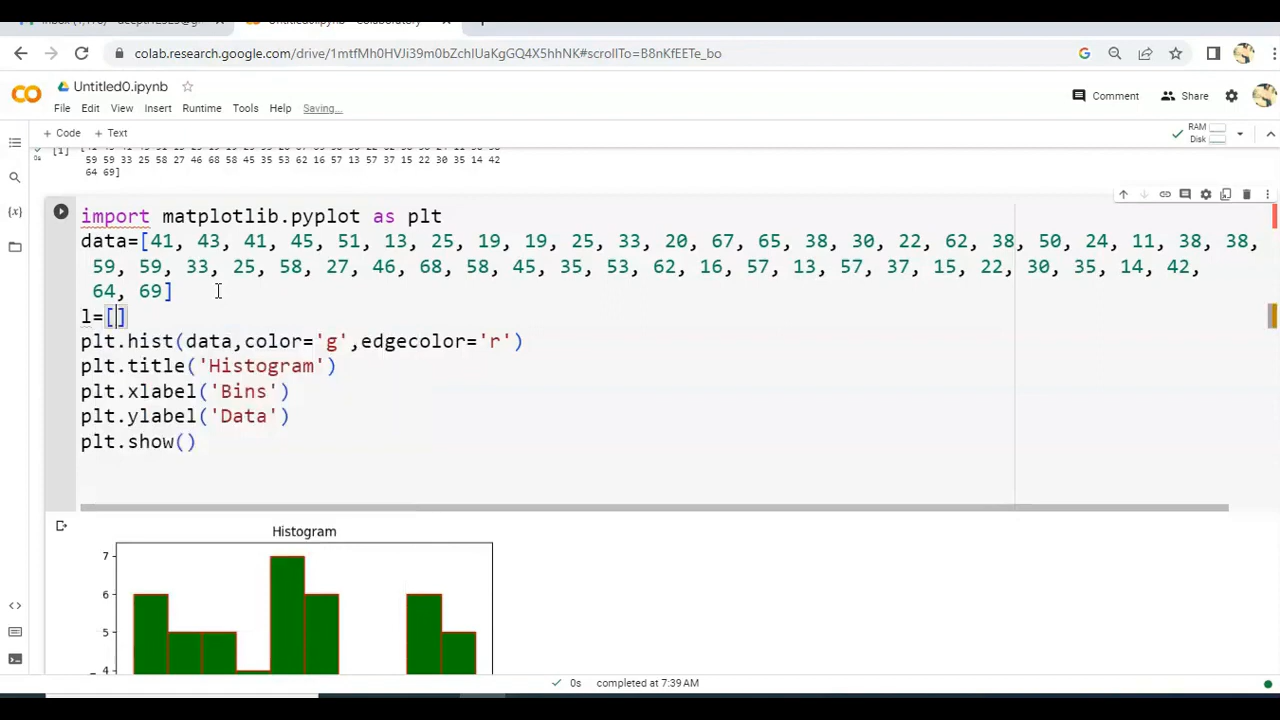 colab.research.google.com/drive/1mtfMh0HVJi39m0bZchIUaKgGQ4X5hhNK#scrollTo=B8nKfEETe_bo
Untitled0.ipynb
File Edit View Insert Runtime Tools Help Saving...
Comment Share
+ Code + Text
RAM
Disk
[1]
0s
59 59 33 25 58 27 46 68 58 45 35 53 62 16 57 13 57 37 15 22 30 35 14 42
64 69]
import matplotlib.pyplot as plt
data=[41, 43, 41, 45, 51, 13, 25, 19, 19, 25, 33, 20, 67, 65, 38, 30, 22, 62, 38, 50, 24, 11, 38, 38,
59, 59, 33, 25, 58, 27, 46, 68, 58, 45, 35, 53, 62, 16, 57, 13, 57, 37, 15, 22, 30, 35, 14, 42,
64, 69]
l=[]
plt.hist(data,color='g',edgecolor='r')
plt.title('Histogram')
plt.xlabel('Bins')
plt.ylabel('Data')
plt.show()
Histogram
7
6
5
4
0s completed at 7:39 AM